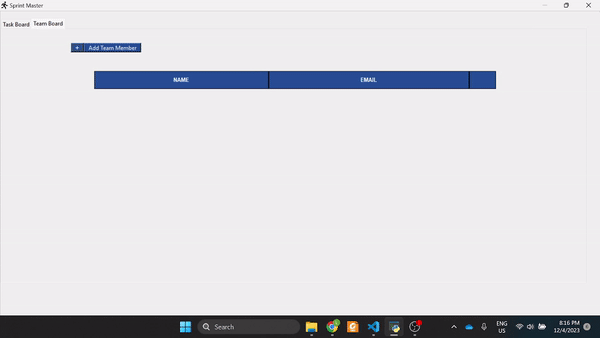 Sprint Master
Task Board Team Board
+ Add Team Member
NAME EMAIL
Search
ENG
US
8:16 PM
12/4/2023